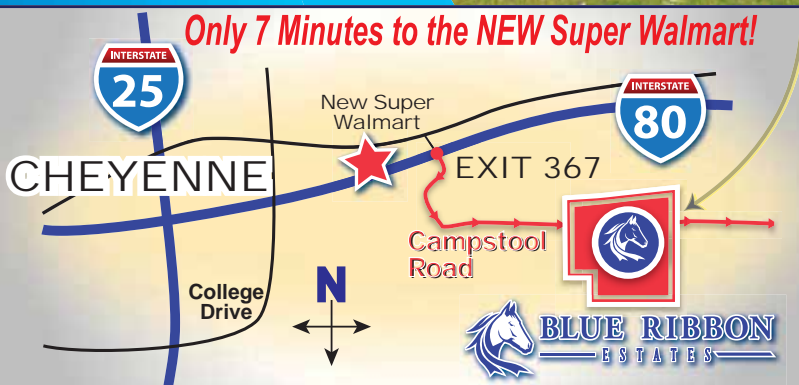 Only 7 Minutes to the NEW Super Walmart!
INTERSTATE
25
INTERSTATE
80
New Super
Walmart
CHEYENNE
EXIT 367
Campstool
Road
College
Drive
N
BLUE RIBBON
ESTATES